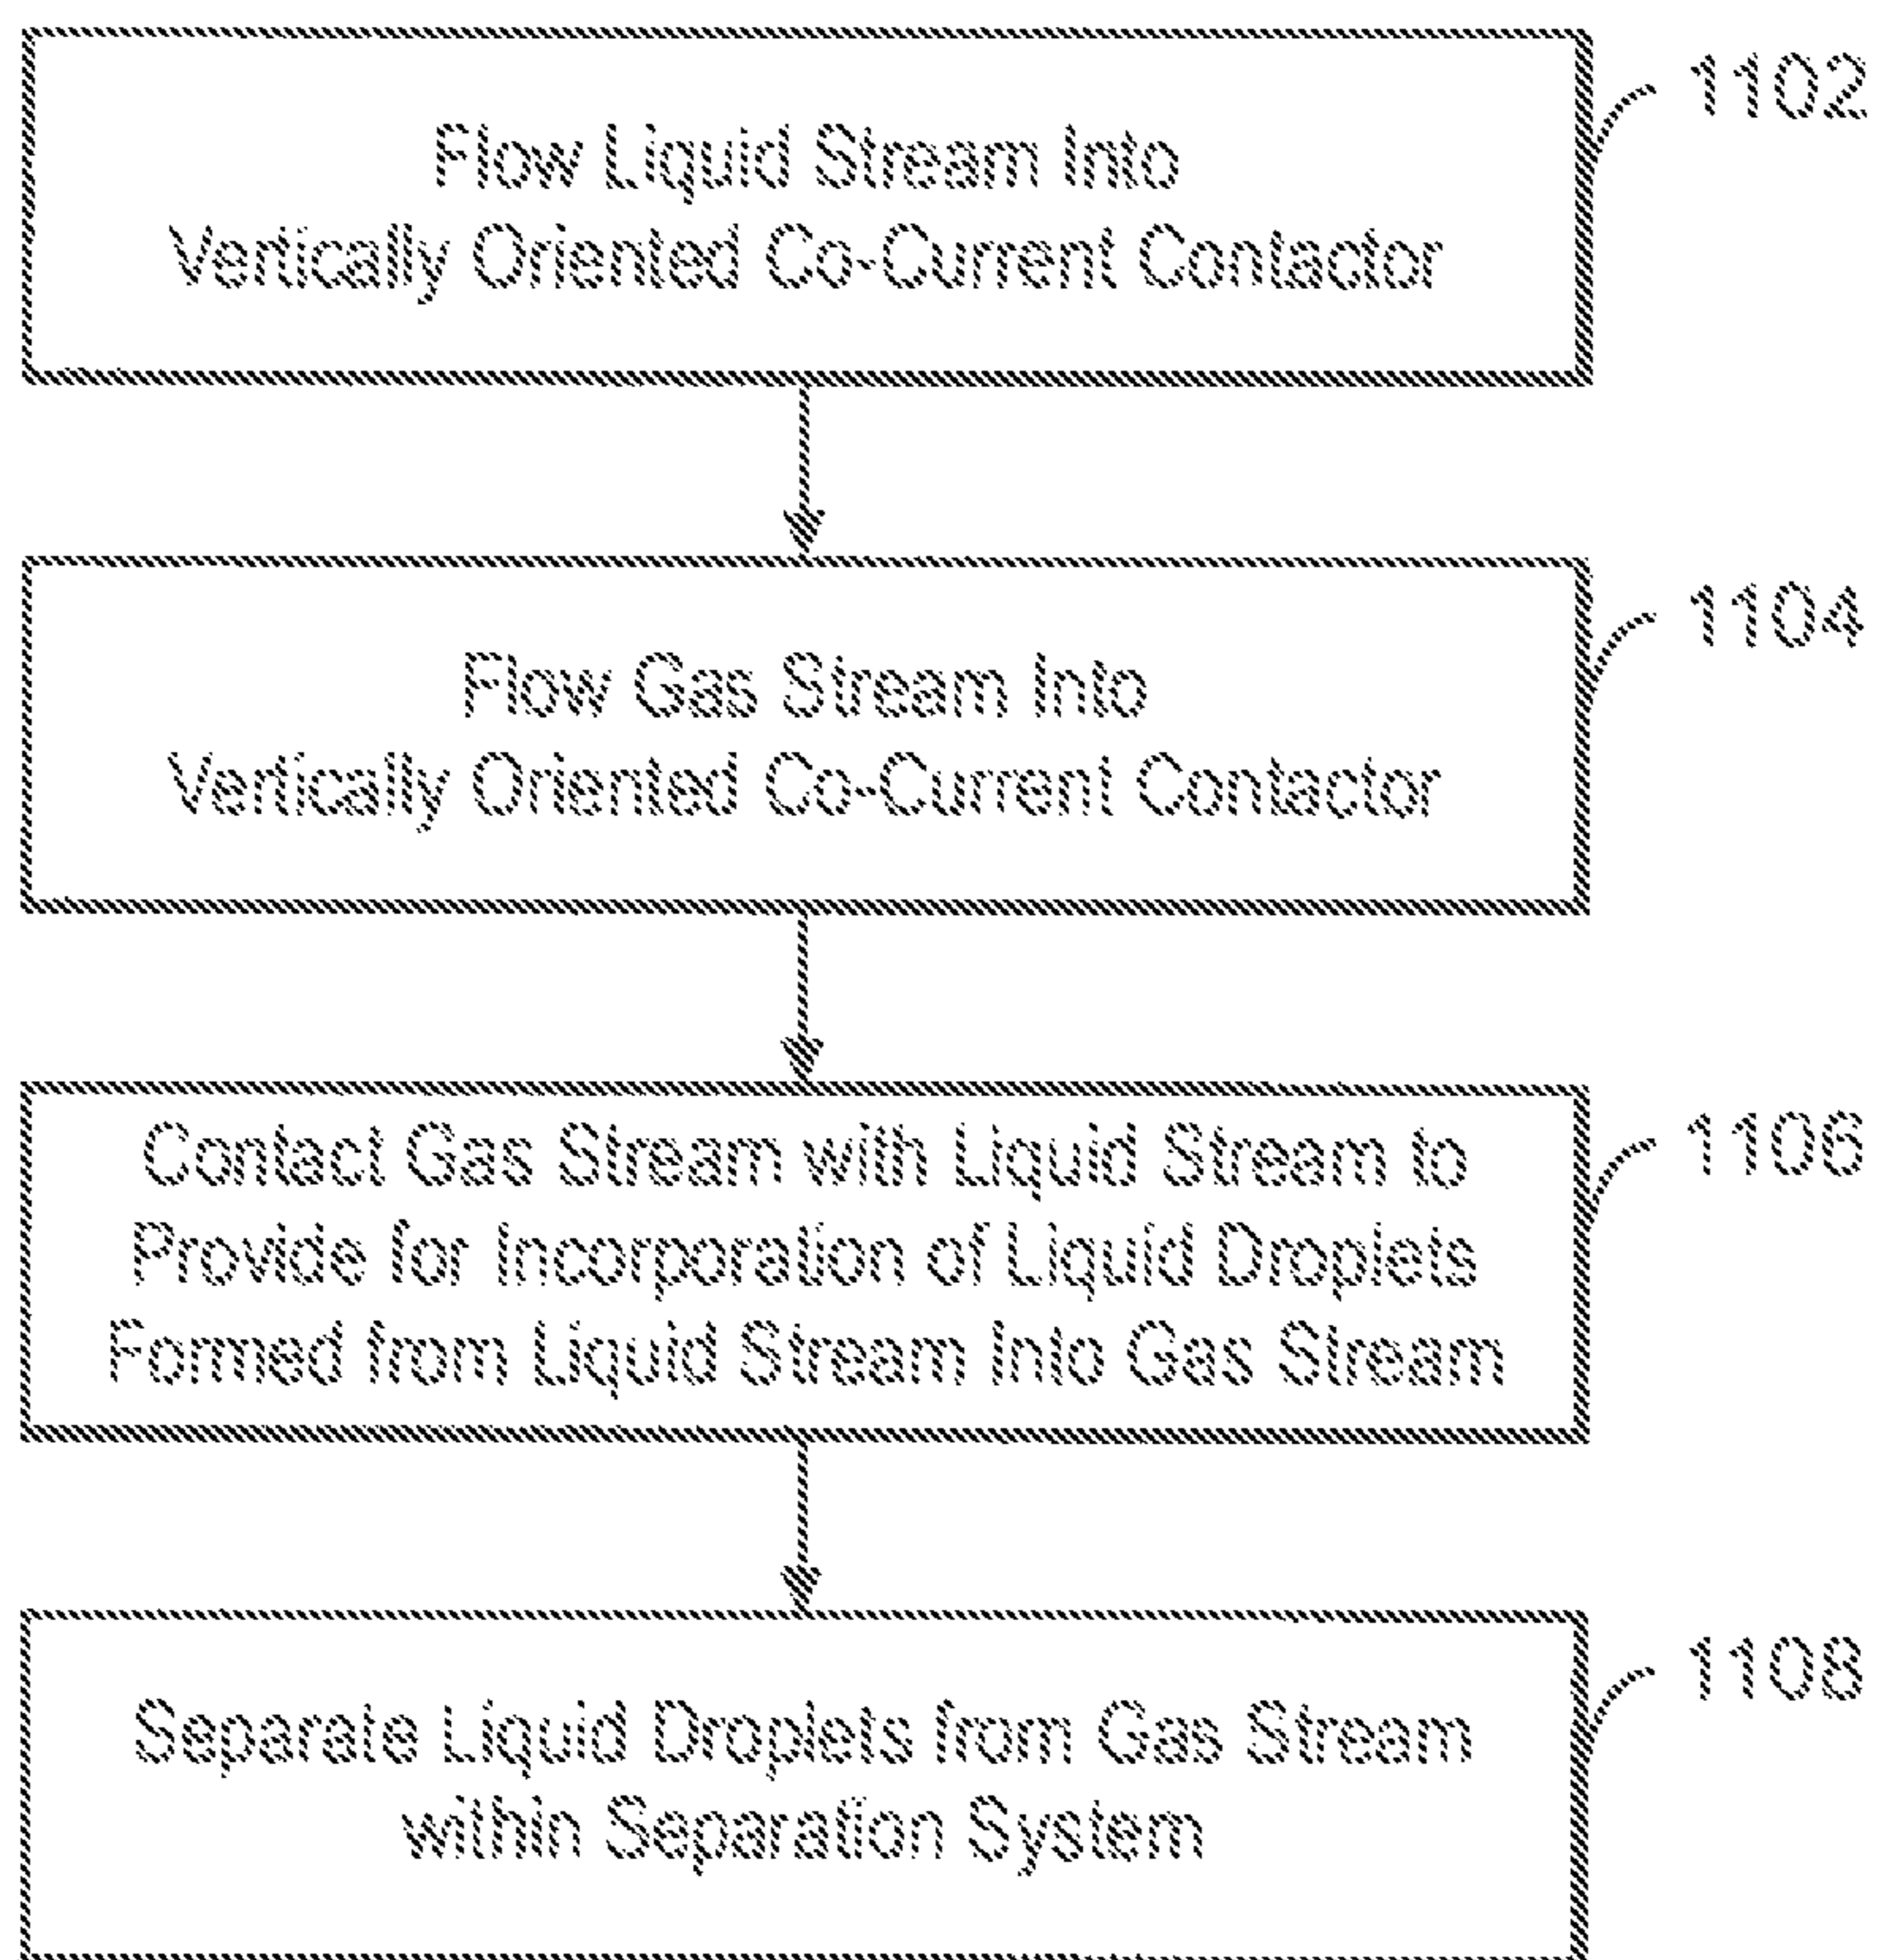 1102
Flow Liquid Stream Into
Vertically Oriented Co-Current Contactor
1104
Flow Gas Stream Into
Vertically Oriented Co-Current Contactor
1106
Contact Gas Stream with Liquid Stream to
Provide for Incorporation of Liquid Droplets
Formed from Liquid Stream Into Gas Stream
1108
Separate Liquid Droplets from Gas Stream
within Separation System